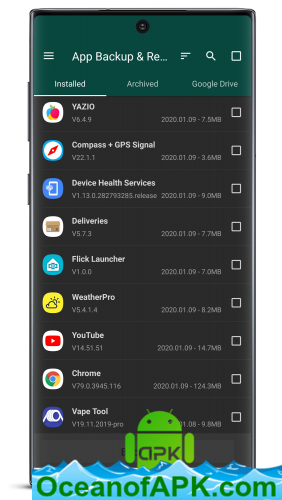 App Backup & Re...
Installed Archived Google Drive
YAZIO
V6.4.9 2020.01.09 - 7.5MB
Compass + GPS Signal
V22.1.1 2020.01.09 - 3.6MB
Device Health Services
V1.13.0.282793285.release 2020.01.09 - 9.0MB
Deliveries
V5.7.3 2020.01.09 - 7.7MB
Flick Launcher
V1.0.0 2020.01.09 - 7.0MB
WeatherPro
V5.4.1.4 2020.01.09 - 8.2MB
YouTube
V14.51.51 2020.01.09 - 14.7MB
Chrome
V79.0.3945.116 2020.01.09 - 124.3MB
Vape Tool
V19.11.2019-pro .01.08 - 9.8MB
APK
OceanofAPK.com